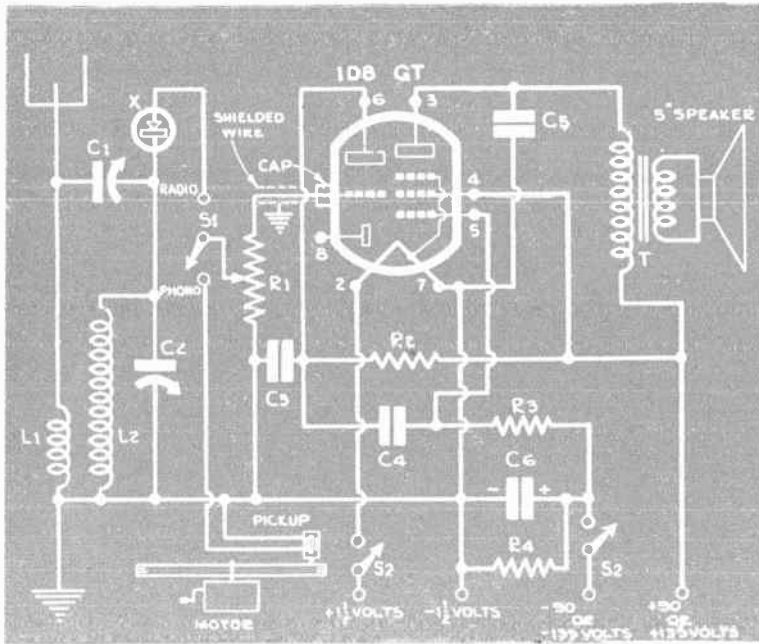 1D8 GT
6
3
X
SHIELDED
WIRE
CAP
C1
RADIO
S1
PHONO
C5
5" SPEAKER
4
5
8
R1
2
7
T
C2
R2
C3
L1
L2
C4
R3
C6
- +
PICKUP
R4
S2
S2
MOTOR
+1½ VOLTS
-1½ VOLTS
-90
OR
-135 VOLTS
+90
OR
+135 VOLTS